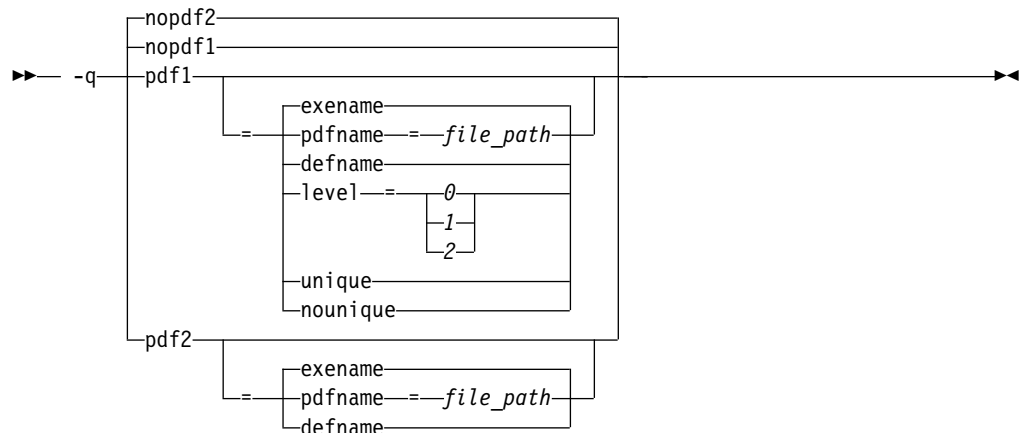 nopdf2
nopdf1
-q pdf1
exename
= pdfname = file_path
defname
level = 0
1
2
unique
nounique
pdf2
exename
= pdfname = file_path
defname